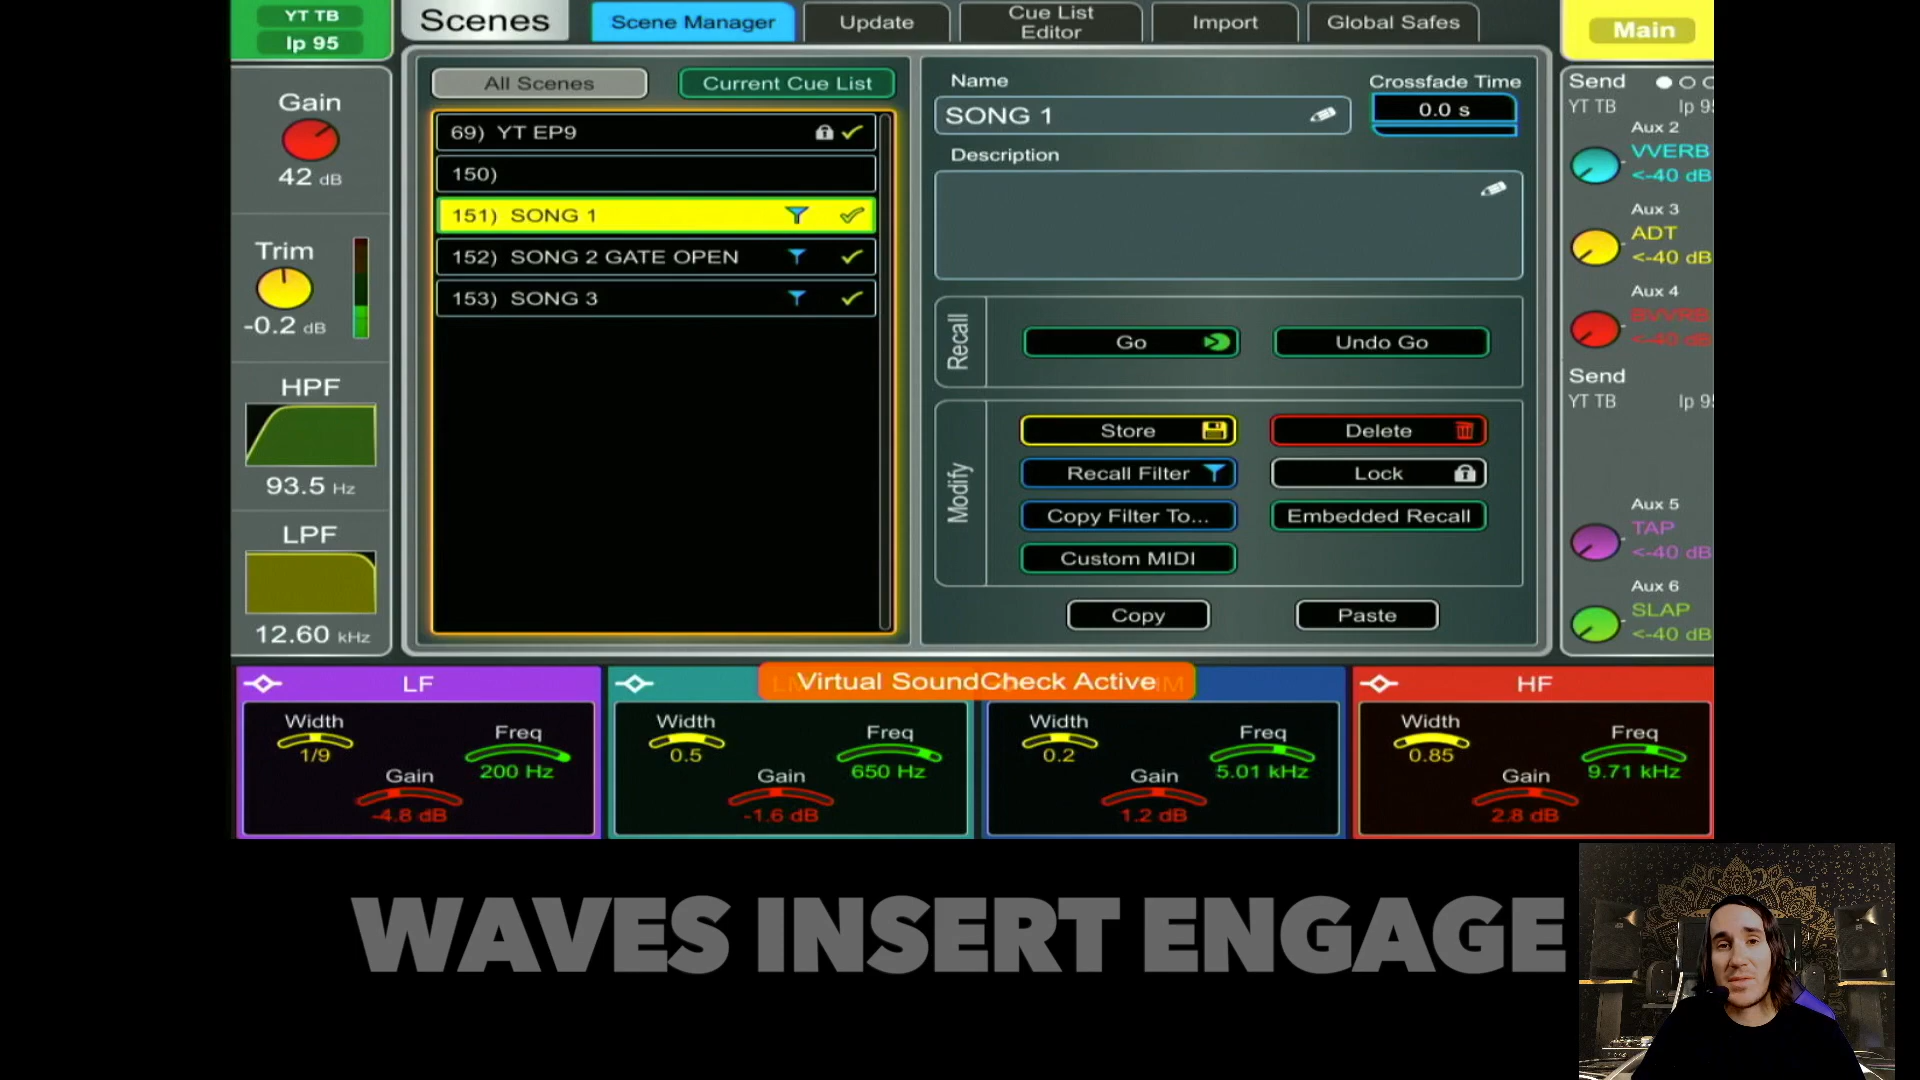 YT TB
Ip 95
Scenes
Scene Manager
Update
Cue List
Editor
Import
Global Safes
Main
Gain
42 dB
Trim
-0.2 dB
HPF
93.5 Hz
LPF
12.60 kHz
All Scenes
Current Cue List
69) YT EP9
150)
151) SONG 1
152) SONG 2 GATE OPEN
153) SONG 3
Name
Crossfade Time
SONG 1
0.0 s
Description
Recall
Go
Undo Go
Modify
Store
Delete
Recall Filter
Lock
Copy Filter To...
Embedded Recall
Custom MIDI
Copy
Paste
Send
YT TB
Ip 95
Aux 2
VVERB
<-40 dB
Aux 3
ADT
<-40 dB
Aux 4
BVVRB
<-40 dB
Send
YT TB
Ip 95
Aux 5
TAP
<-40 dB
Aux 6
SLAP
<-40 dB
Virtual SoundCheck Active
LF
Width
1/9
Freq
200 Hz
Gain
-4.8 dB
Width
0.5
Freq
650 Hz
Gain
-1.6 dB
Width
0.2
Freq
5.01 kHz
Gain
1.2 dB
HF
Width
0.85
Freq
9.71 kHz
Gain
2.8 dB
WAVES INSERT ENGAGE